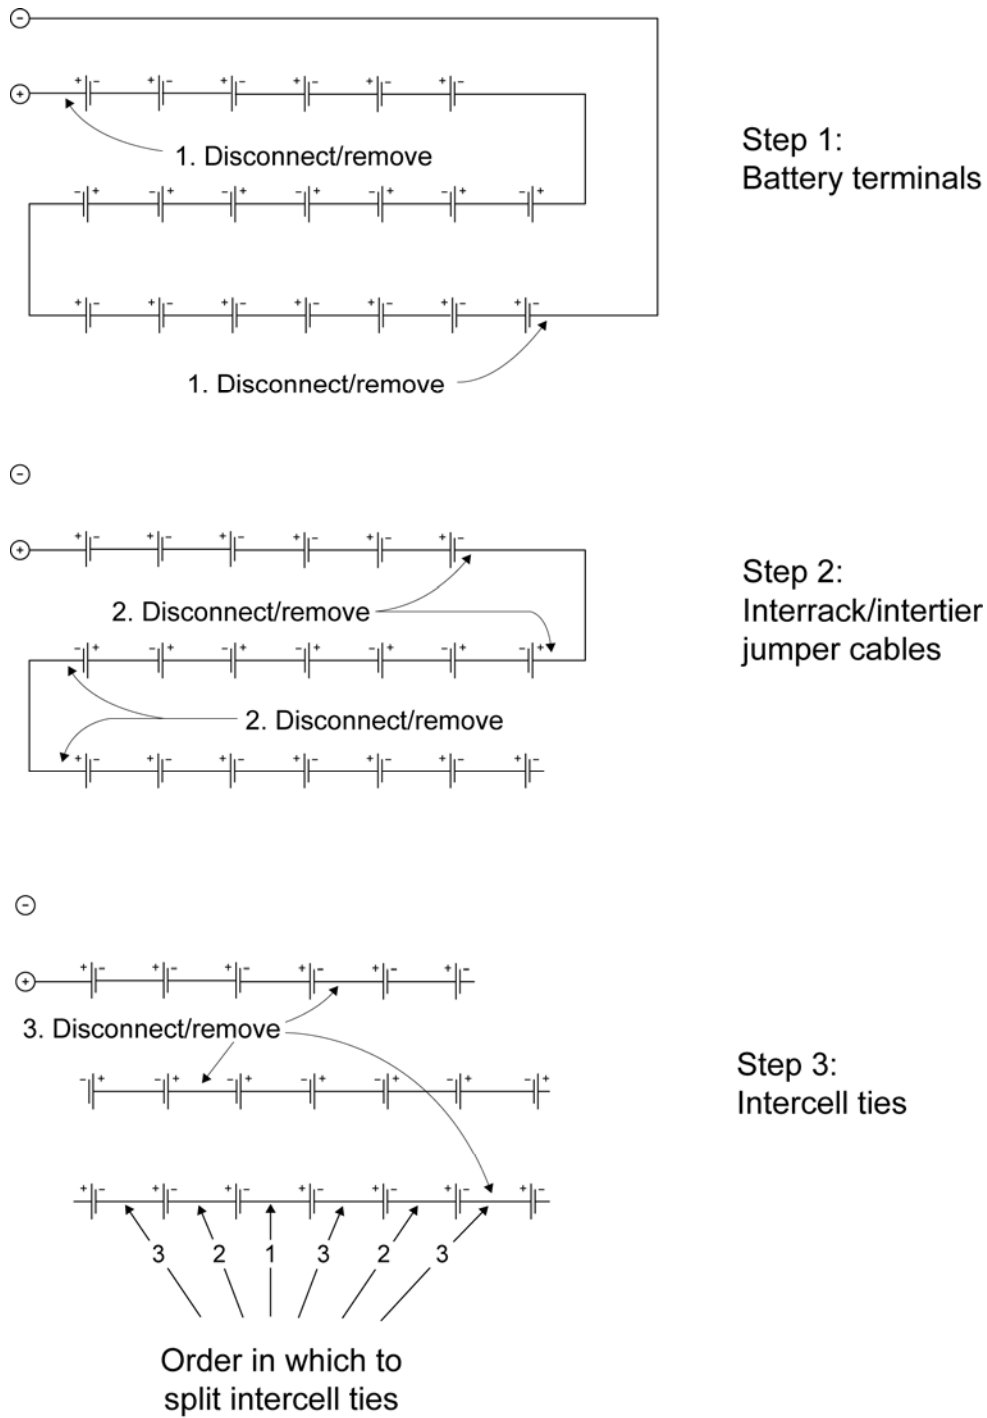 1. Disconnect/remove
Step 1:
Battery terminals
1. Disconnect/remove
2. Disconnect/remove
Step 2:
Interrack/intertier
jumper cables
2. Disconnect/remove
3. Disconnect/remove
Step 3:
Intercell ties
3 2 1 3 2 3
Order in which to
split intercell ties